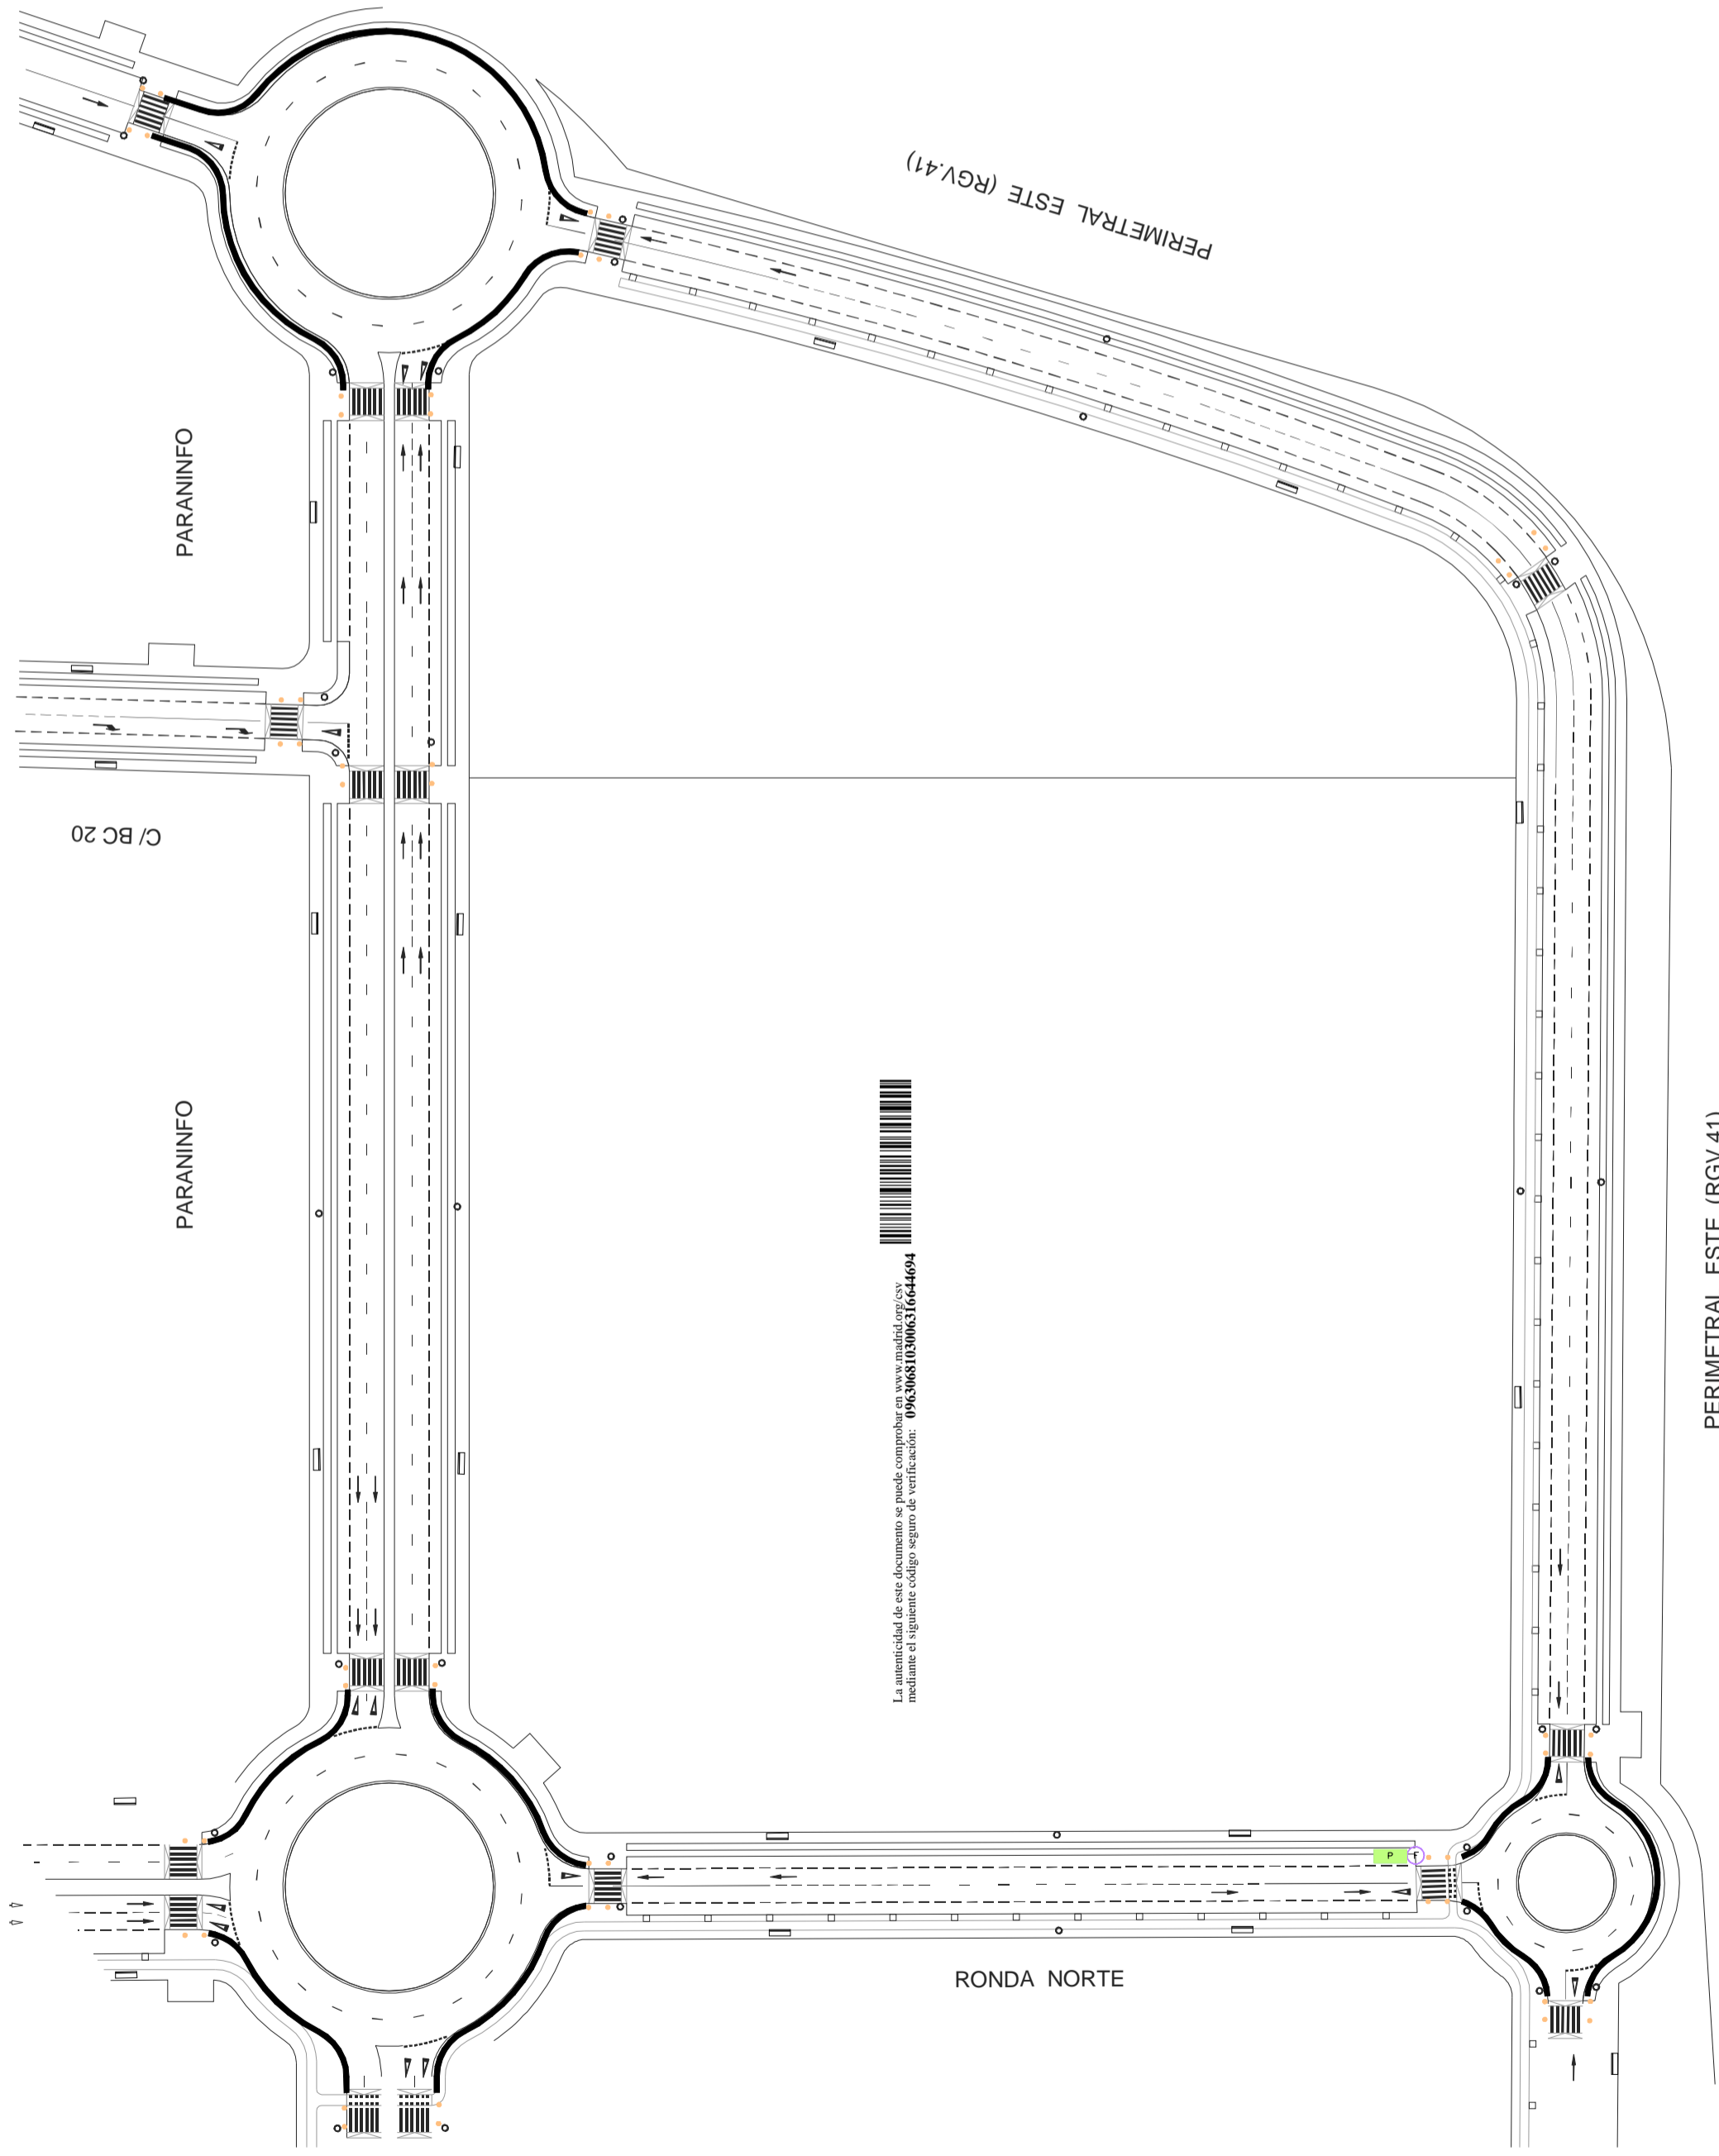 PERIMETRAL ESTE (RGV.41)
PARANINFO
C/ BC 20
PARANINFO
La autenticidad de este documento se puede comprobar en www.madrid.org/csv
mediante el siguiente código seguro de verificación: 0963068103006316644694
PERIMETRAL ESTE (RGV.41)
P F
RONDA NORTE